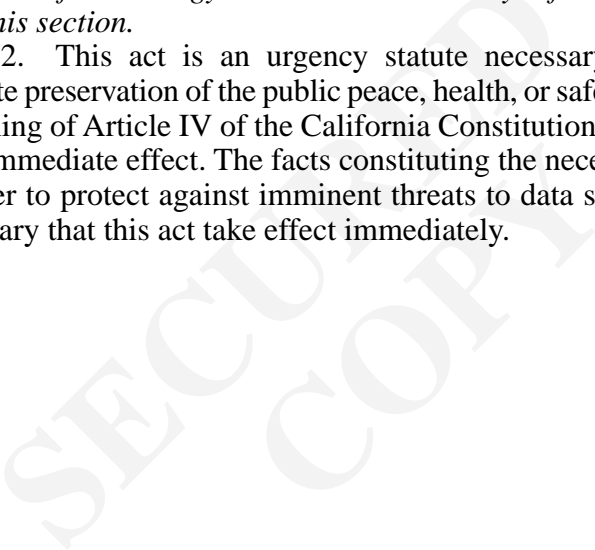 his section.
2. This act is an urgency statute necessary
te preservation of the public peace, health, or safe
ning of Article IV of the California Constitution
mmediate effect. The facts constituting the nece
er to protect against imminent threats to data s
ary that this act take effect immediately.
SECURED
COPY